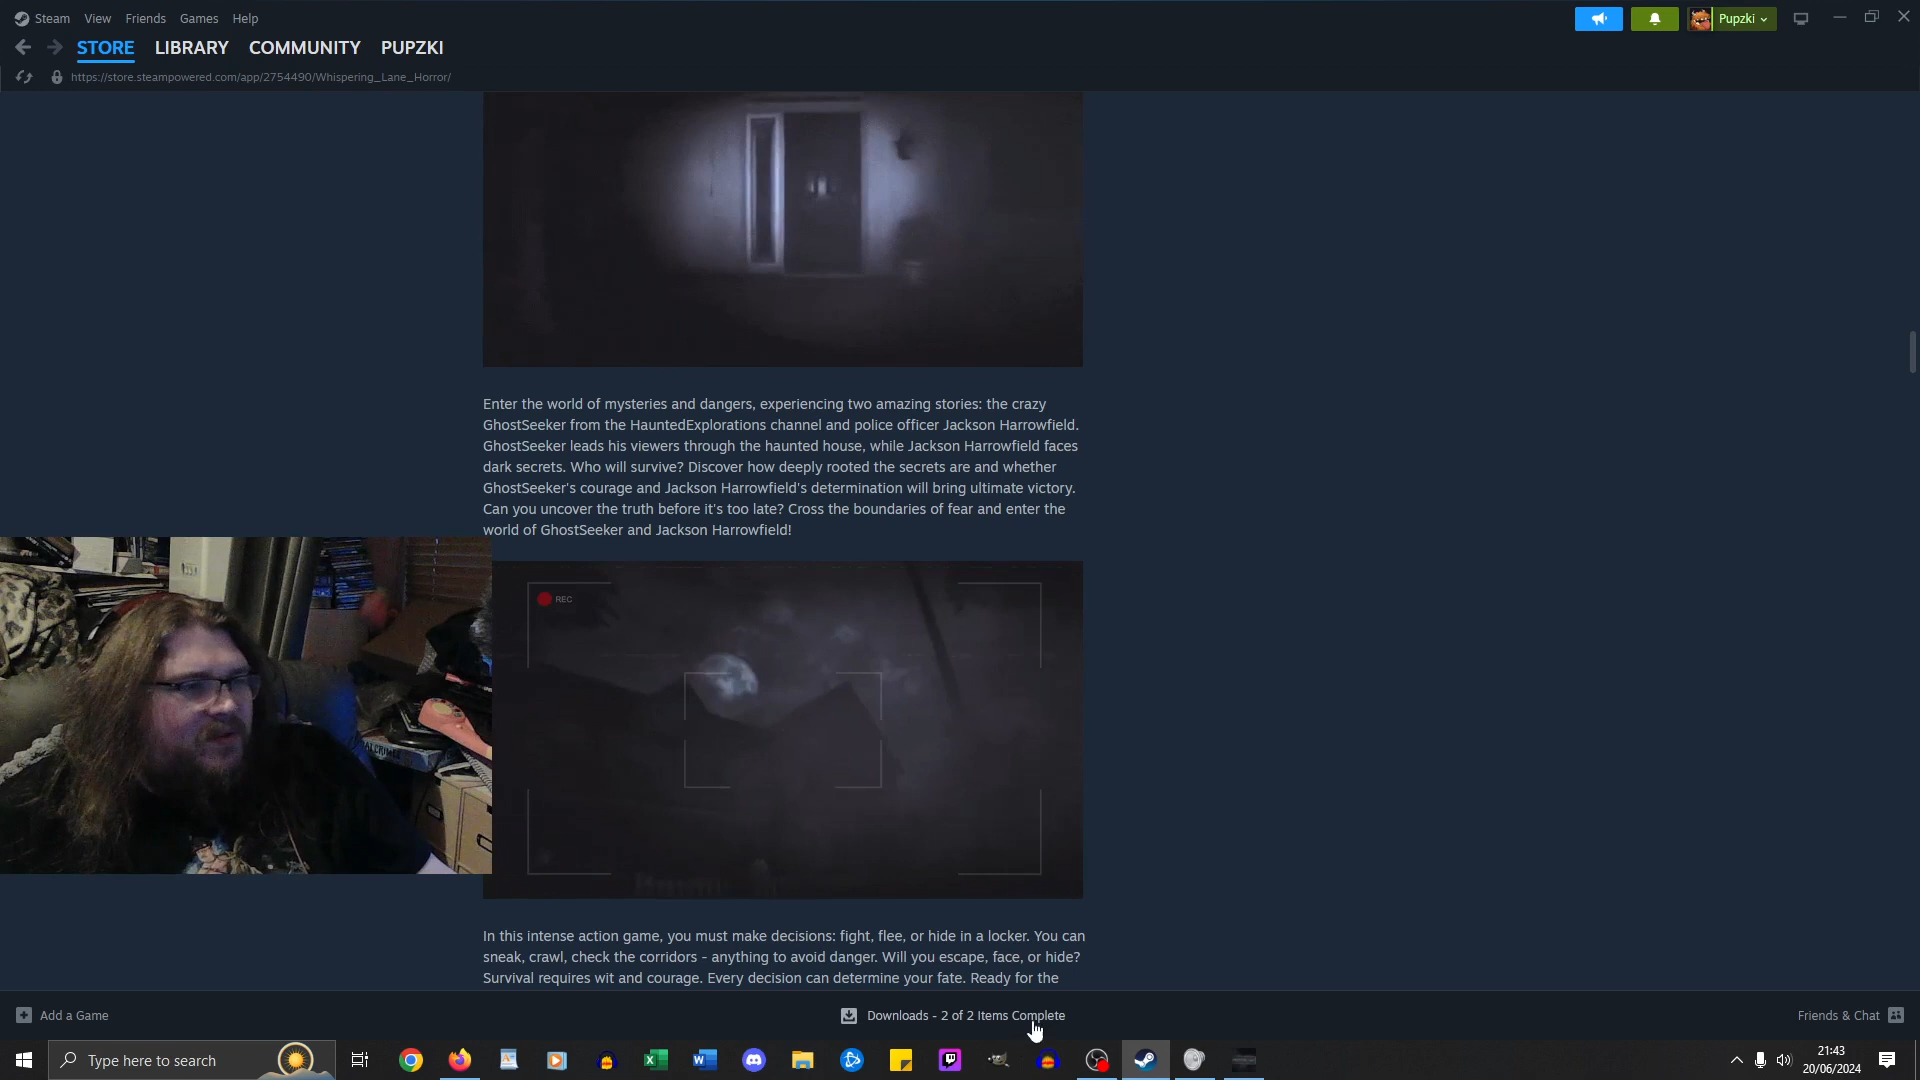 Steam View Friends Games Help
Pupzki
STORE LIBRARY COMMUNITY PUPZKI
https://store.steampowered.com/app/2754490/Whispering_Lane_Horror/
Enter the world of mysteries and dangers, experiencing two amazing stories: the crazy
GhostSeeker from the HauntedExplorations channel and police officer Jackson Harrowfield.
GhostSeeker leads his viewers through the haunted house, while Jackson Harrowfield faces
dark secrets. Who will survive? Discover how deeply rooted the secrets are and whether
GhostSeeker's courage and Jackson Harrowfield's determination will bring ultimate victory.
Can you uncover the truth before it's too late? Cross the boundaries of fear and enter the
world of GhostSeeker and Jackson Harrowfield!
REC
In this intense action game, you must make decisions: fight, flee, or hide in a locker. You can
sneak, crawl, check the corridors - anything to avoid danger. Will you escape, face, or hide?
Survival requires wit and courage. Every decision can determine your fate. Ready for the
Add a Game
Downloads - 2 of 2 Items Complete
Friends & Chat
Type here to search
21:43
20/06/2024